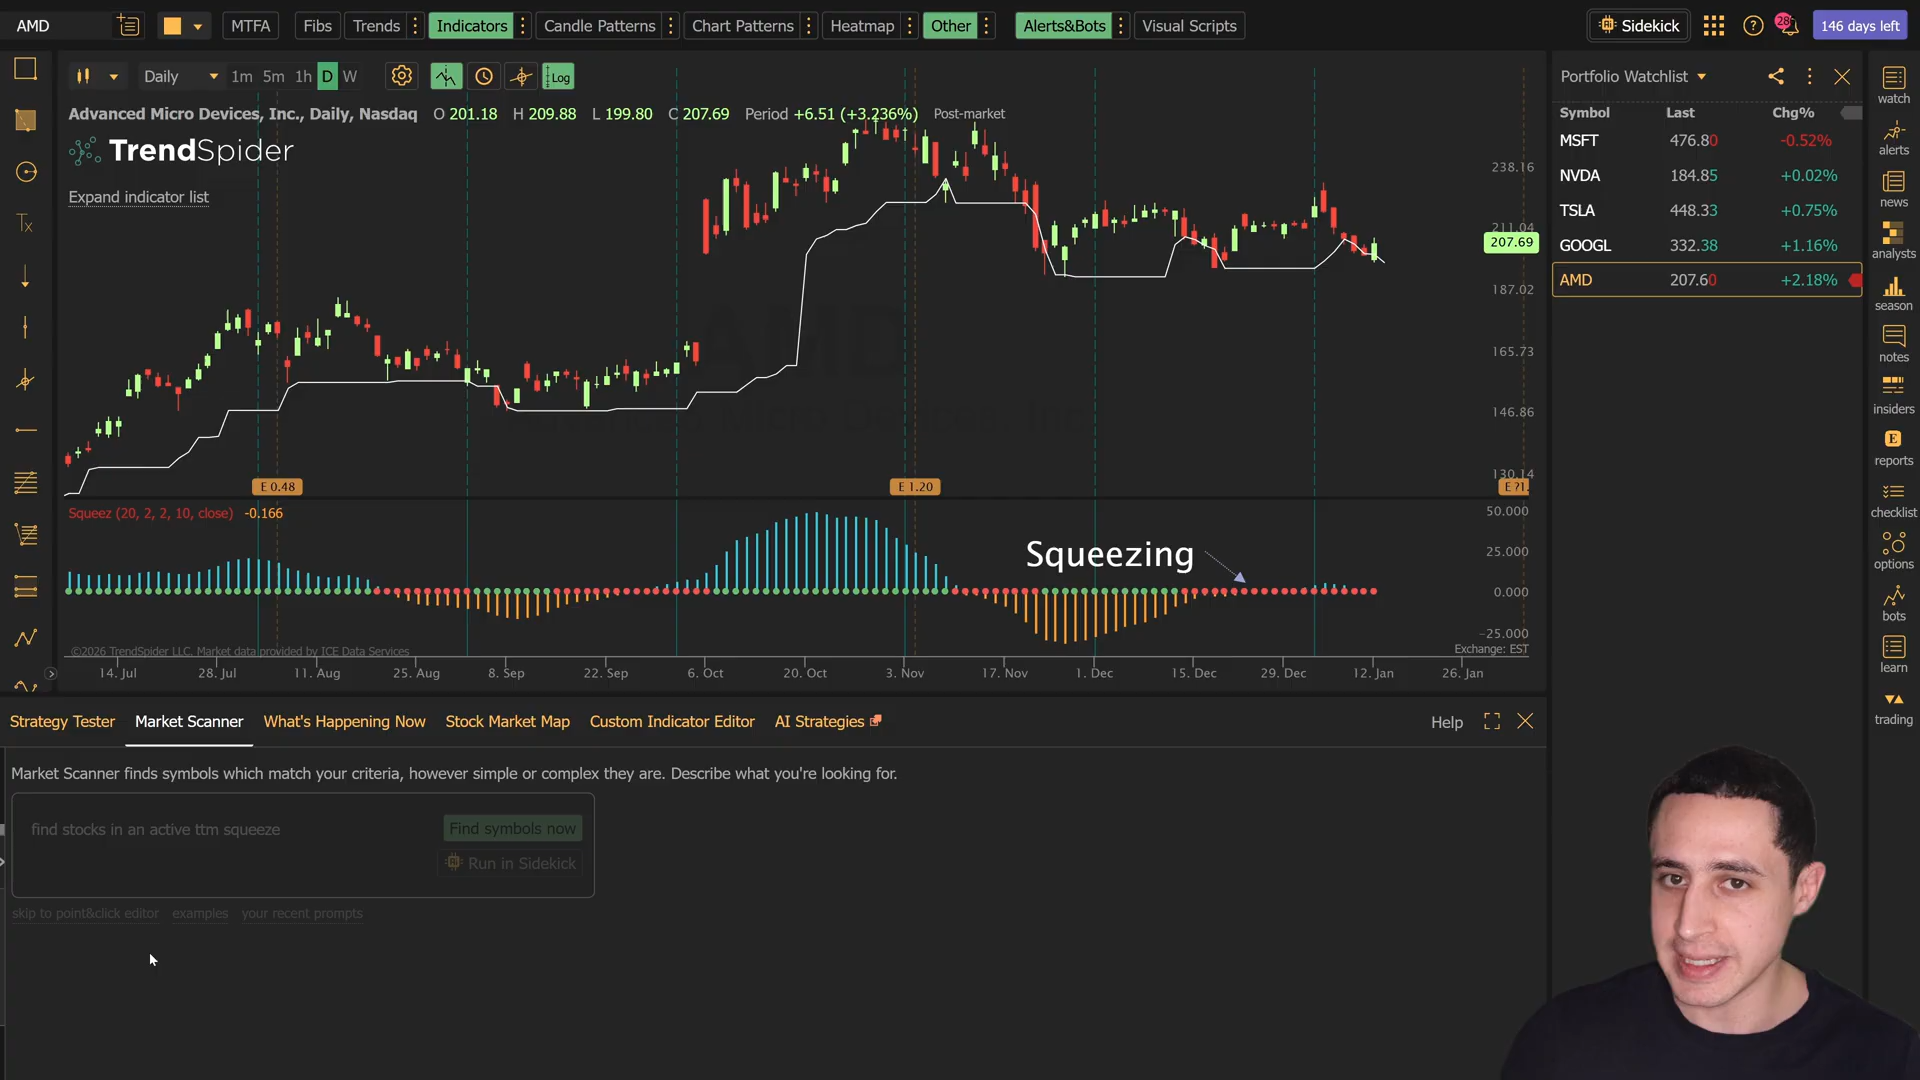 AMD
MTFA
Fibs
Trends
Indicators
Candle Patterns
Chart Patterns
Heatmap
Other
Alerts&Bots
Visual Scripts
Sidekick
28
146 days left
Daily
1m 5m 1h D W
Log
Advanced Micro Devices, Inc., Daily, Nasdaq O 201.18 H 209.88 L 199.80 C 207.69 Period +6.51 (+3.236%) Post-market
TrendSpider
Expand indicator list
238.16
211.04
207.69
187.02
165.73
146.86
130.14
E 0.48
E 1.20
E ?1.
Squeez (20, 2, 2, 10, close) -0.166
50.000
25.000
0.000
-25.000
Squeezing
©2026 TrendSpider LLC. Market data provided by ICE Data Services
Exchange: EST
14. Jul 28. Jul 11. Aug 25. Aug 8. Sep 22. Sep 6. Oct 20. Oct 3. Nov 17. Nov 1. Dec 15. Dec 29. Dec 12. Jan 26. Jan
Strategy Tester
Market Scanner
What's Happening Now
Stock Market Map
Custom Indicator Editor
AI Strategies
Help
Market Scanner finds symbols which match your criteria, however simple or complex they are. Describe what you're looking for.
find stocks in an active ttm squeeze
Find symbols now
Run in Sidekick
skip to point&click editor examples your recent prompts
Portfolio Watchlist
Symbol Last Chg%
MSFT 476.80 -0.52%
NVDA 184.85 +0.02%
TSLA 448.33 +0.75%
GOOGL 332.38 +1.16%
AMD 207.60 +2.18%
watch
alerts
news
analysts
season
notes
insiders
E
reports
checklist
options
bots
learn
trading